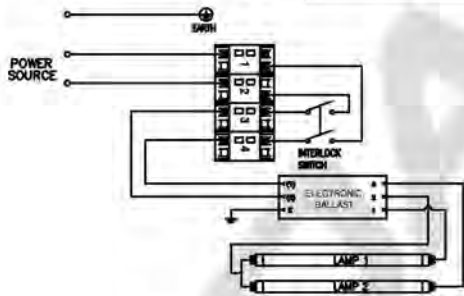 EARTH
POWER
SOURCE
1
2
3
4
INTERLOCK
SWITCH
ELECTRONIC
BALLAST
LAMP 1
LAMP 2